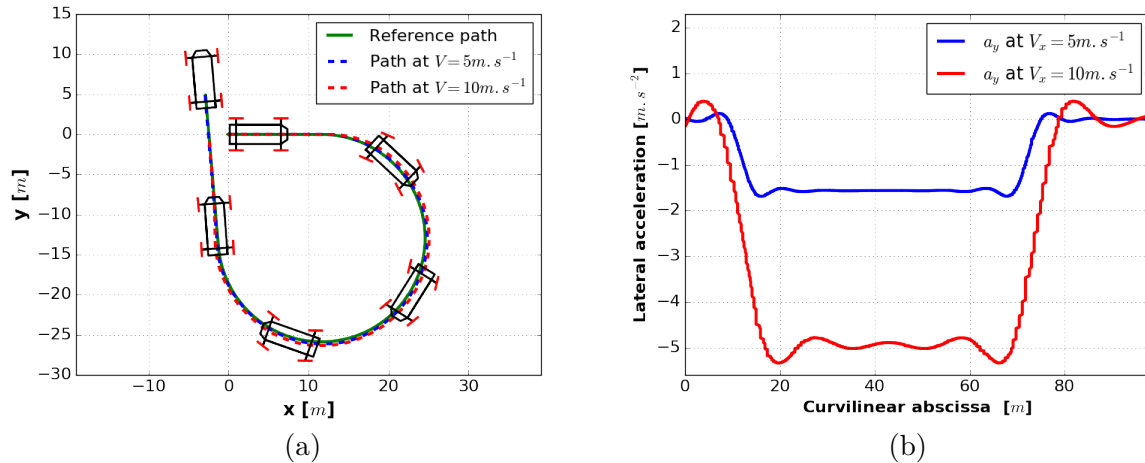 15
10
5
0
−5
−10
−15
−20
−25
−30
y [m]
−10 0 10 20 30
x [m]
Reference path
Path at V = 5m.s⁻¹
Path at V = 10m.s⁻¹
(a)
2
1
0
−1
−2
−3
−4
−5
Lateral acceleration [m.s⁻²]
0 20 40 60 80
Curvilinear abscissa [m]
a_y at V_x = 5m.s⁻¹
a_y at V_x = 10m.s⁻¹
(b)